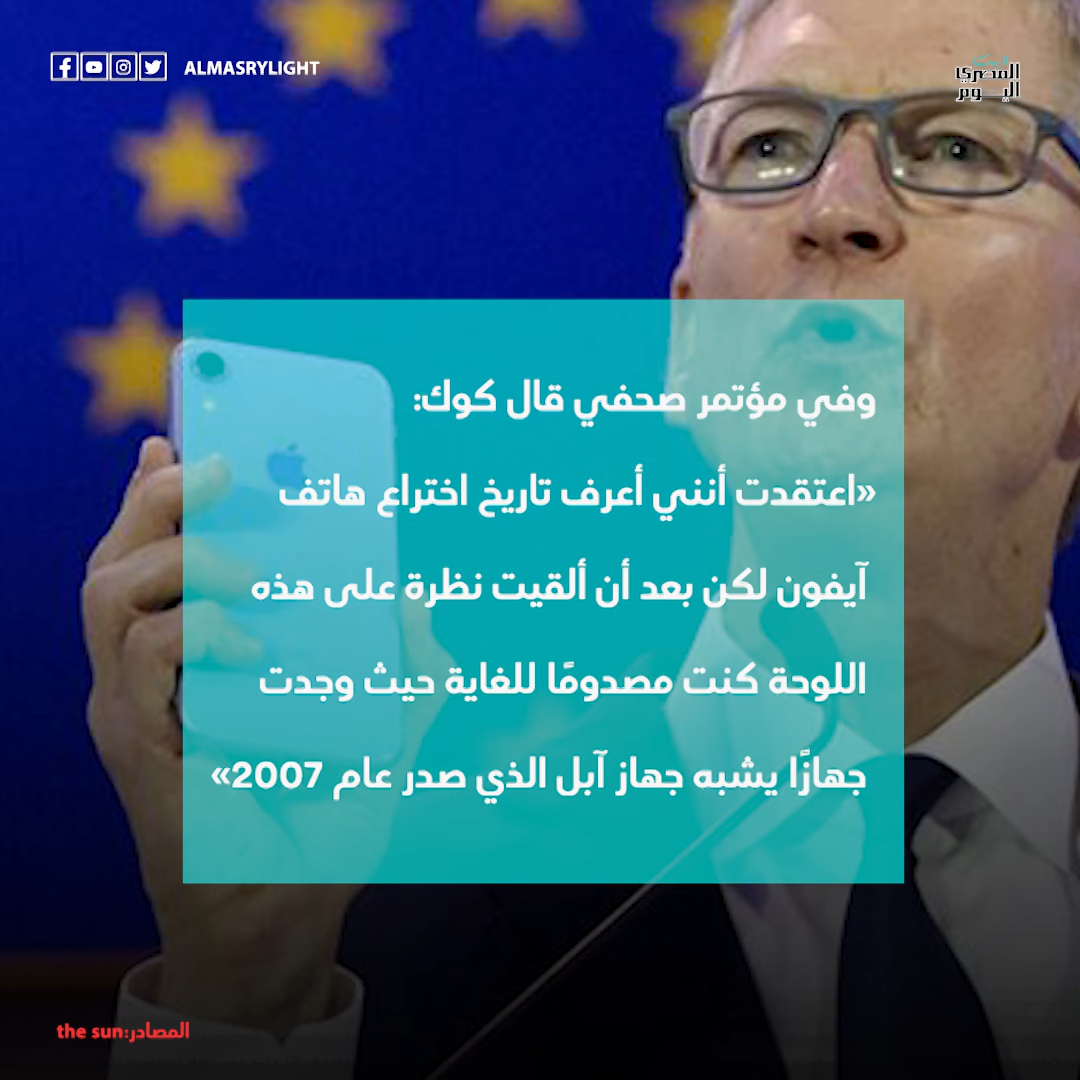 ALMASRYLIGHT
لايت
المصري
اليوم
وفي مؤتمر صحفي قال كوك:
«اعتقدت أنني أعرف تاريخ اختراع هاتف
آيفون لكن بعد أن ألقيت نظرة على هذه
اللوحة كنت مصدومًا للغاية حيث وجدت
جهازًا يشبه جهاز آبل الذي صدر عام 2007»
المصادر:the sun